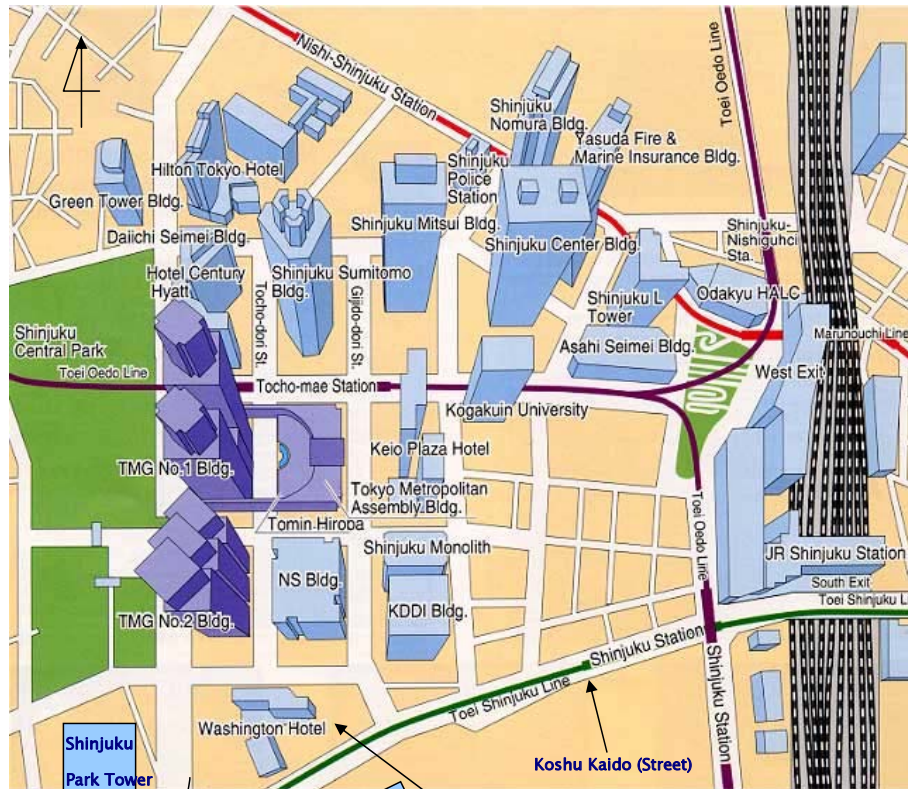 Nishi-Shinjuku Station
Toei Oedo Line
Shinjuku
Nomura Bldg.
Yasuda Fire &
Marine Insurance Bldg.
Hilton Tokyo Hotel
Shinjuku
Police
Station
Green Tower Bldg.
Shinjuku Mitsui Bldg.
Daiichi Seimei Bldg.
Shinjuku Center Bldg.
Shinjuku-
Nishiguhci
Sta.
Hotel Century
Hyatt
Shinjuku Sumitomo
Bldg.
Tocho-dori St.
Gijido-dori St.
Shinjuku L
Tower
Odakyu HALC
Shinjuku
Central Park
Asahi Seimei Bldg.
Marunouchi Line
West Exit
Toei Oedo Line
Tocho-mae Station
Kogakuin University
Keio Plaza Hotel
TMG No.1 Bldg.
Tokyo Metropolitan
Assembly Bldg.
Tomin Hiroba
Toei Oedo Line
Shinjuku Monolith
JR Shinjuku Station
NS Bldg.
South Exit
KDDI Bldg.
Toei Shinjuku L
TMG No.2 Bldg.
Shinjuku Station
Shinjuku Station
Toei Shinjuku Line
Washington Hotel
Shinjuku
Park Tower
Koshu Kaido (Street)